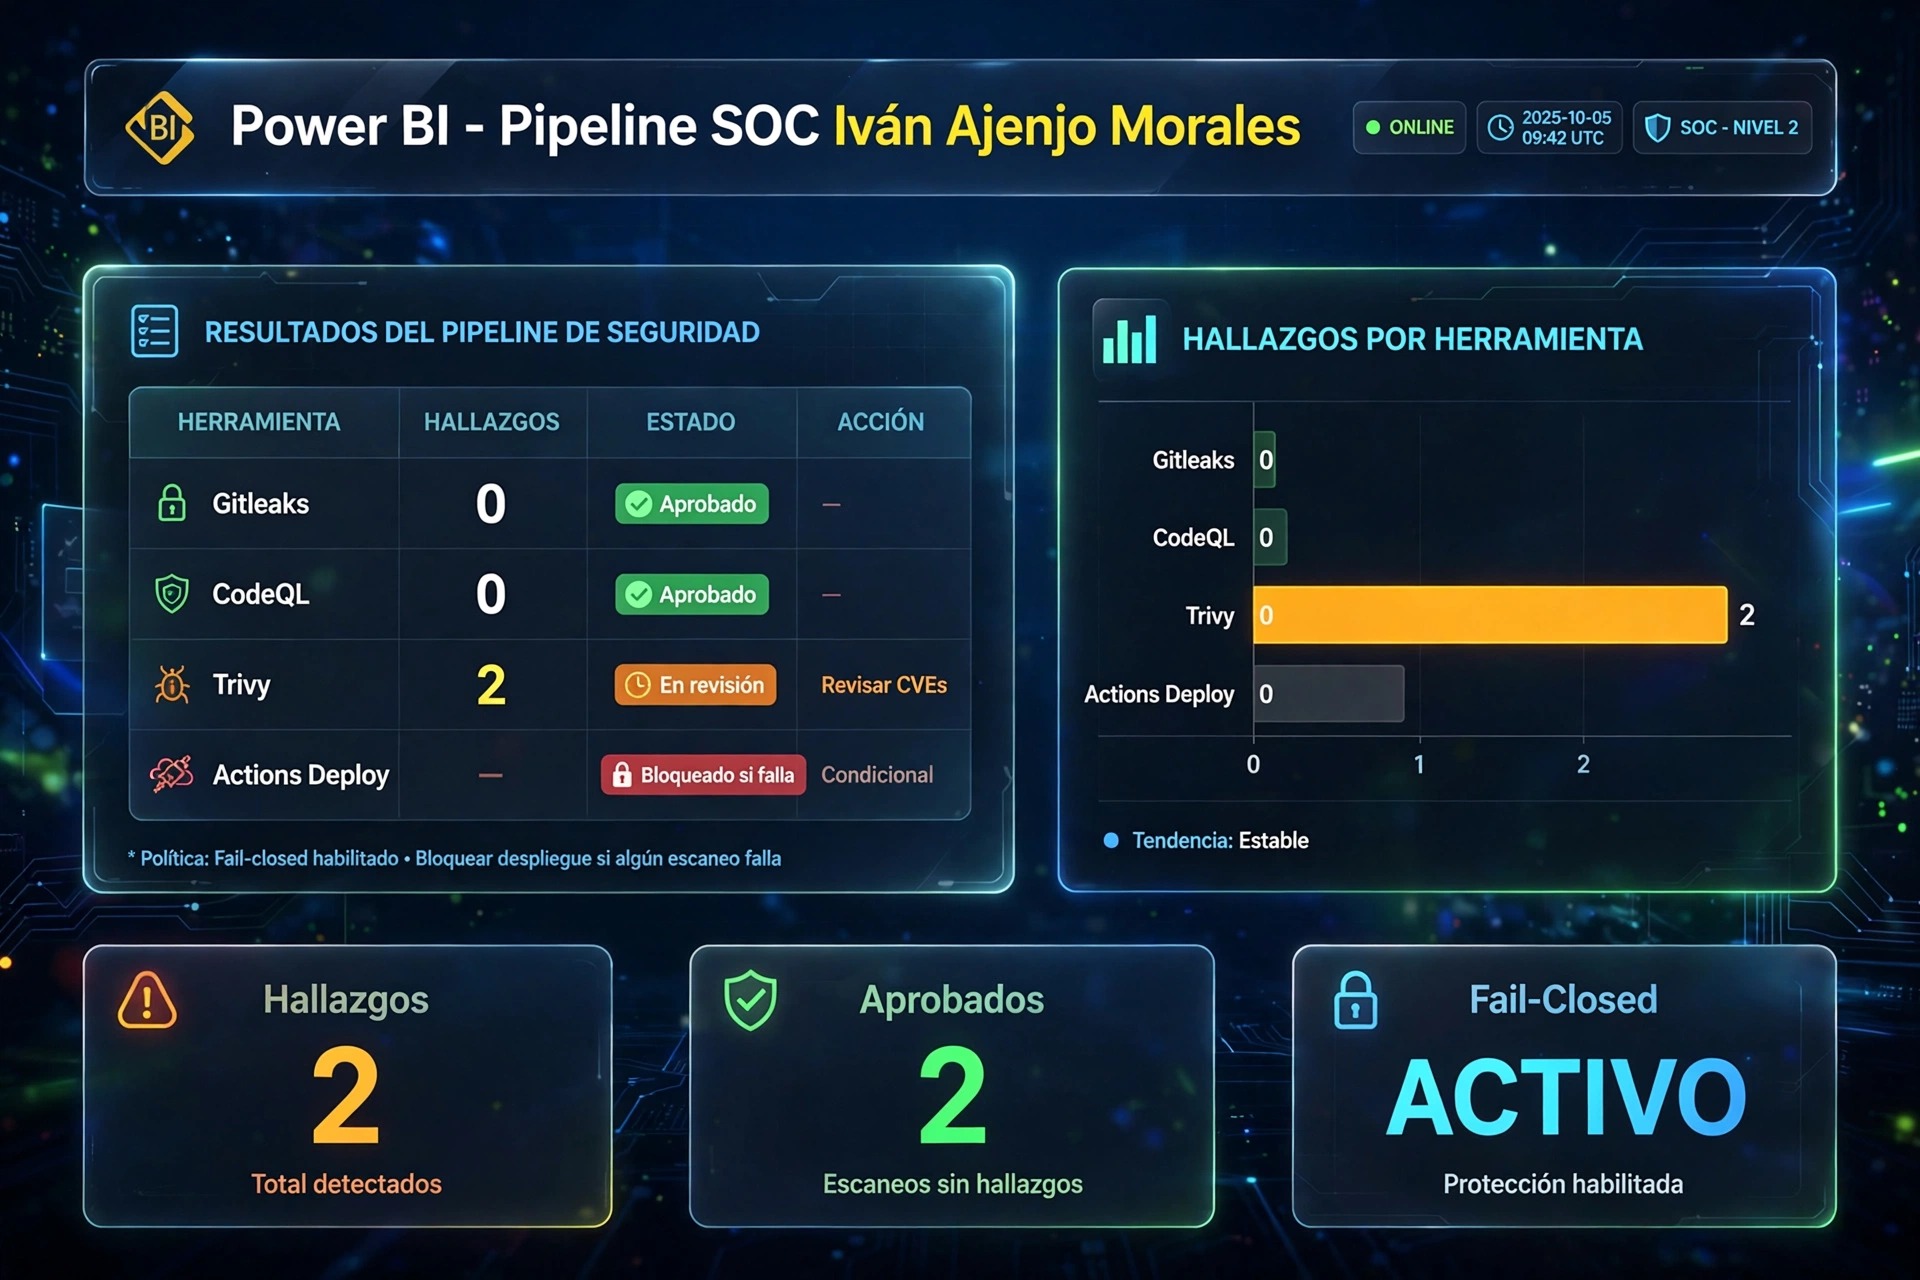 BI
Power BI - Pipeline SOC Iván Ajenjo Morales
ONLINE
2025-10-05
09:42 UTC
SOC - NIVEL 2
RESULTADOS DEL PIPELINE DE SEGURIDAD
HERRAMIENTA HALLAZGOS ESTADO ACCIÓN
Gitleaks 0 Aprobado —
CodeQL 0 Aprobado —
Trivy 2 En revisión Revisar CVEs
Actions Deploy — Bloqueado si falla Condicional
* Política: Fail-closed habilitado • Bloquear despliegue si algún escaneo falla
HALLAZGOS POR HERRAMIENTA
Gitleaks 0
CodeQL 0
Trivy 0 2
Actions Deploy 0
0 1 2
Tendencia: Estable
Hallazgos
2
Total detectados
Aprobados
2
Escaneos sin hallazgos
Fail-Closed
ACTIVO
Protección habilitada